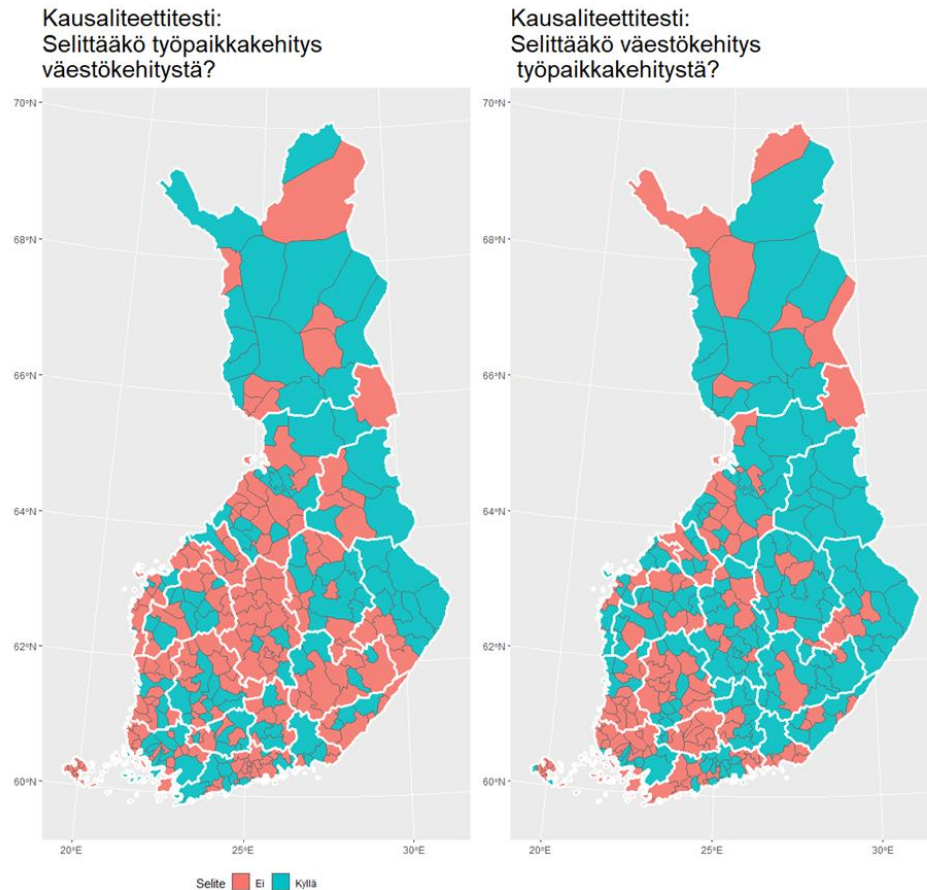 Kausaliteettitesti:
Selittääkö työpaikkakehitys
väestökehitystä?
Kausaliteettitesti:
Selittääkö väestökehitys
työpaikkakehitystä?
70°N
68°N
66°N
64°N
62°N
60°N
20°E
25°E
30°E
70°N
68°N
66°N
64°N
62°N
60°N
20°E
25°E
30°E
Selite Ei Kyllä